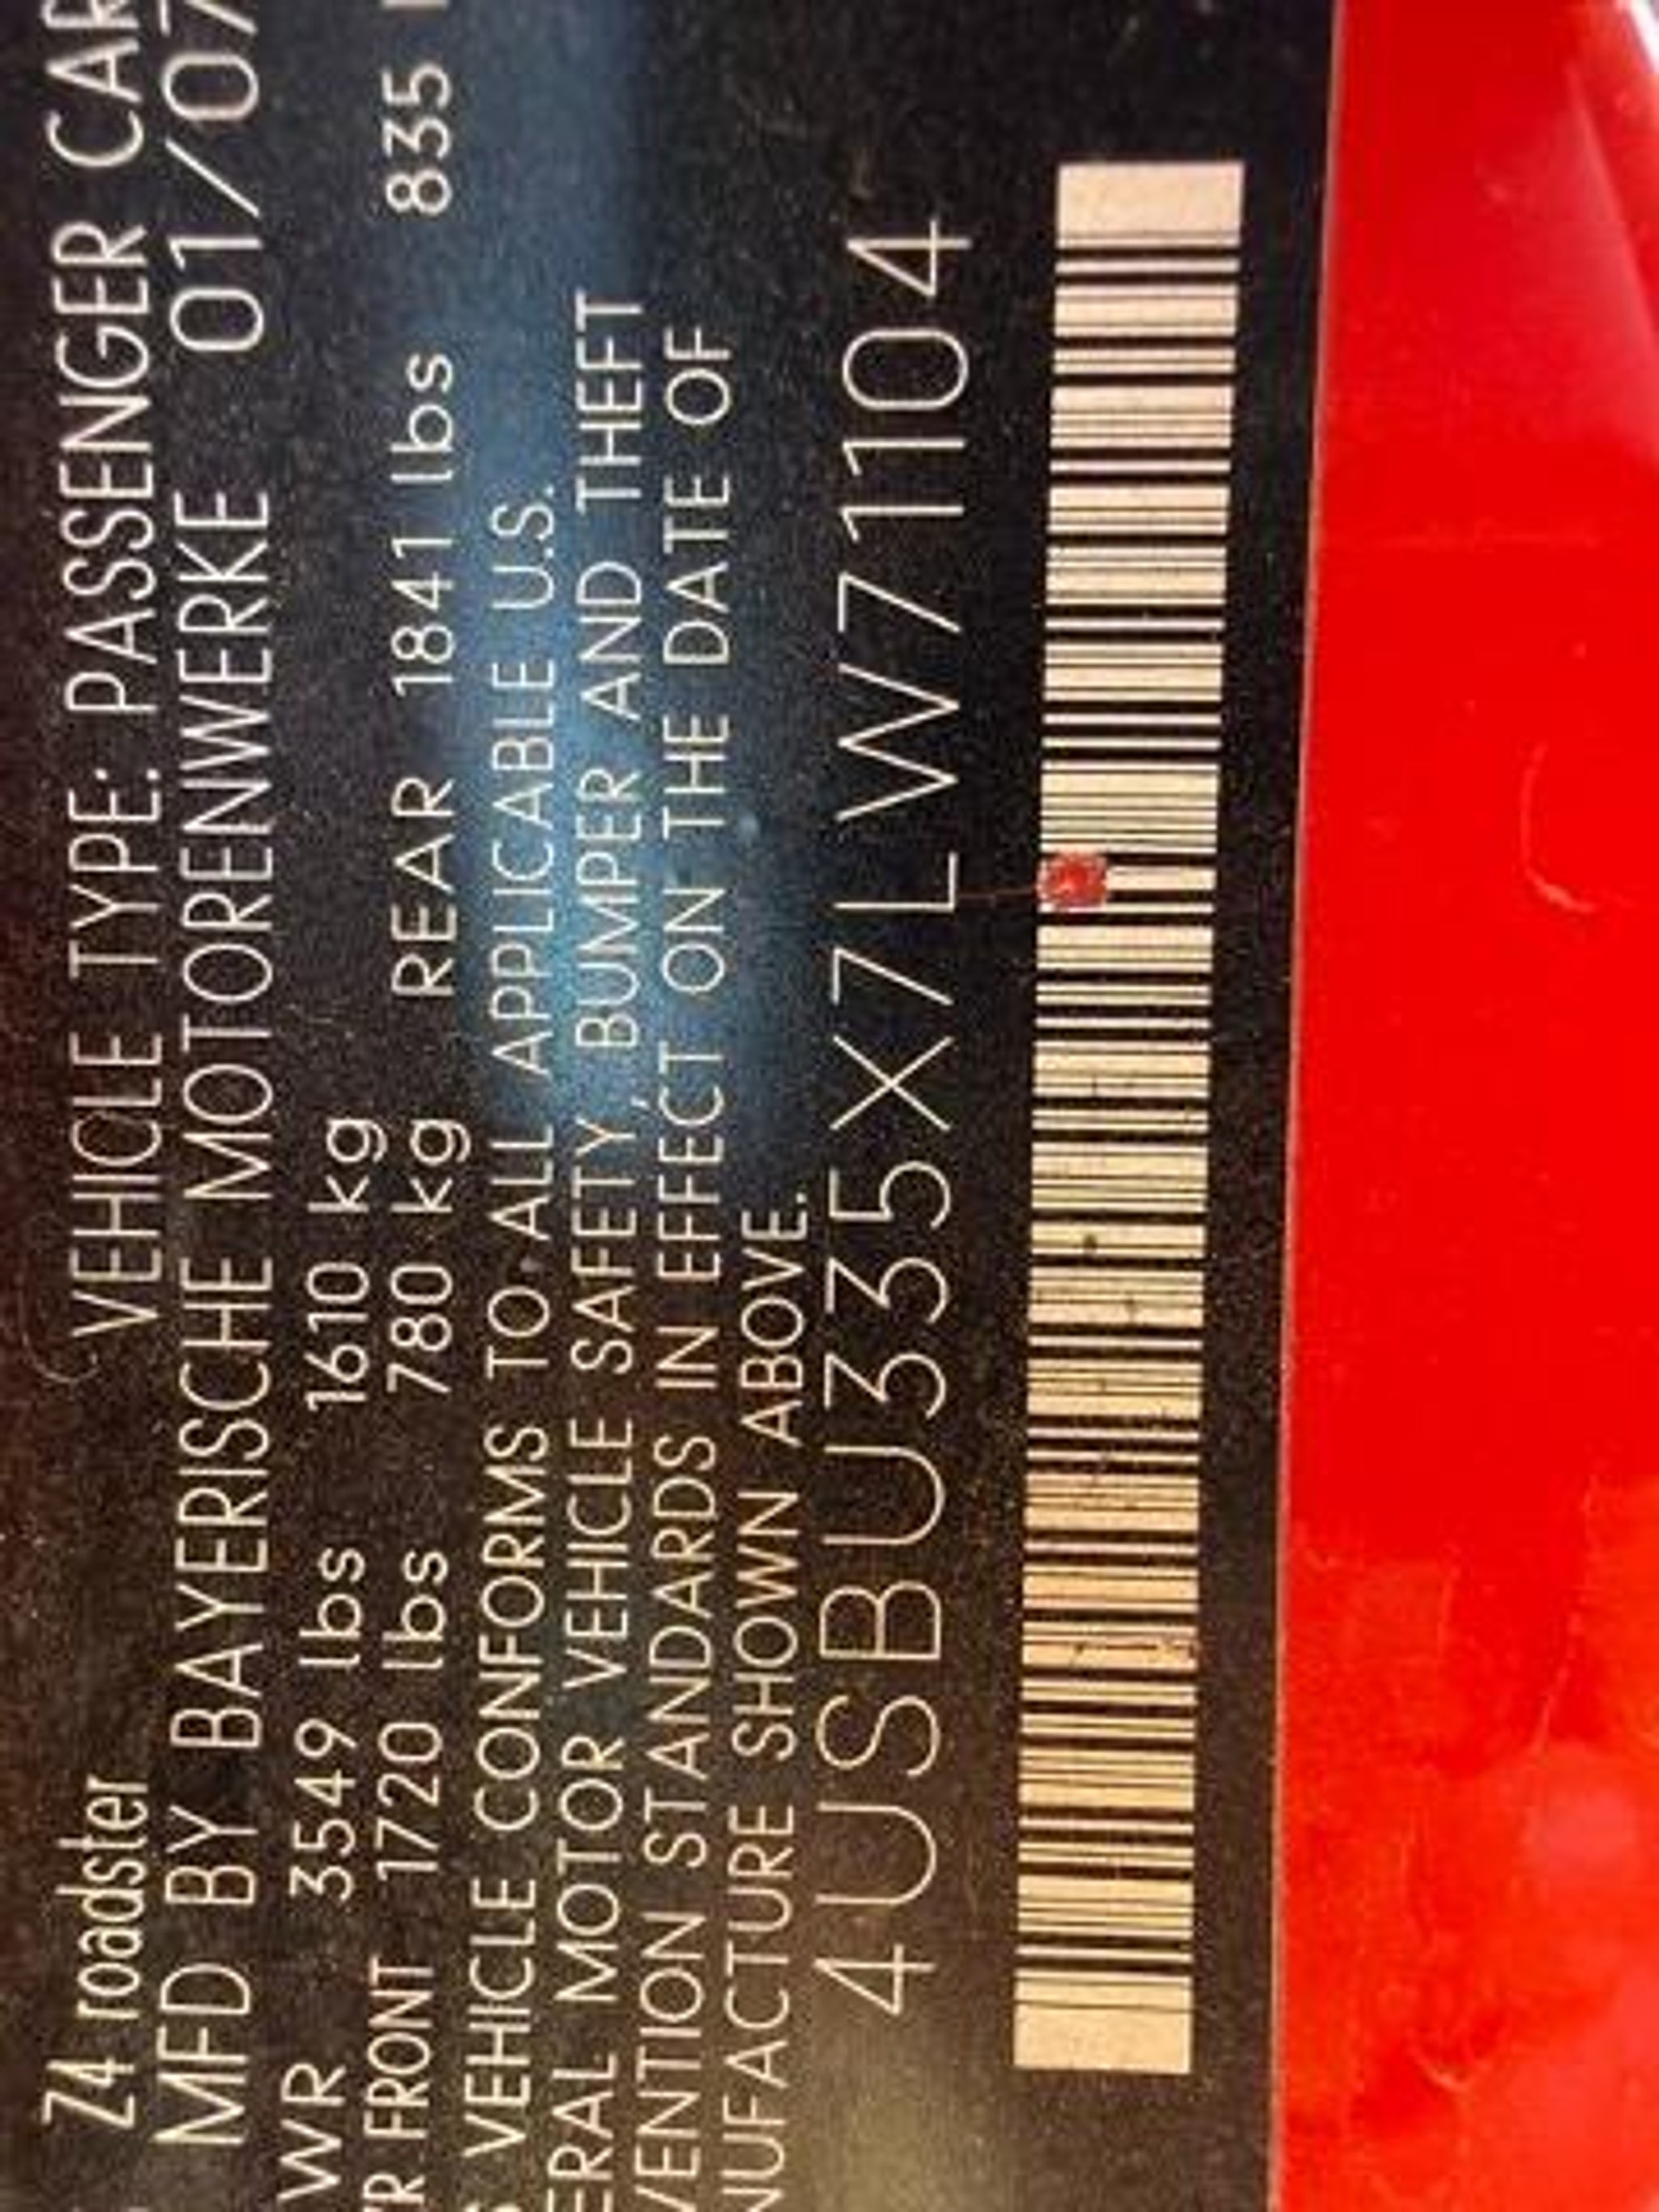 Z4 roadster VEHICLE TYPE: PASSENGER CAR
MFD BY BAYERISCHE MOTORENWERKE 01/07
WR 3549 lbs 1610 kg
R FRONT 1720 lbs 780 kg REAR 1841 lbs 835
VEHICLE CONFORMS TO ALL APPLICABLE U.S.
ERAL MOTOR VEHICLE SAFETY, BUMPER AND THEFT
VENTION STANDARDS IN EFFECT ON THE DATE OF
NUFACTURE SHOWN ABOVE.
4USBU335X7LW71104